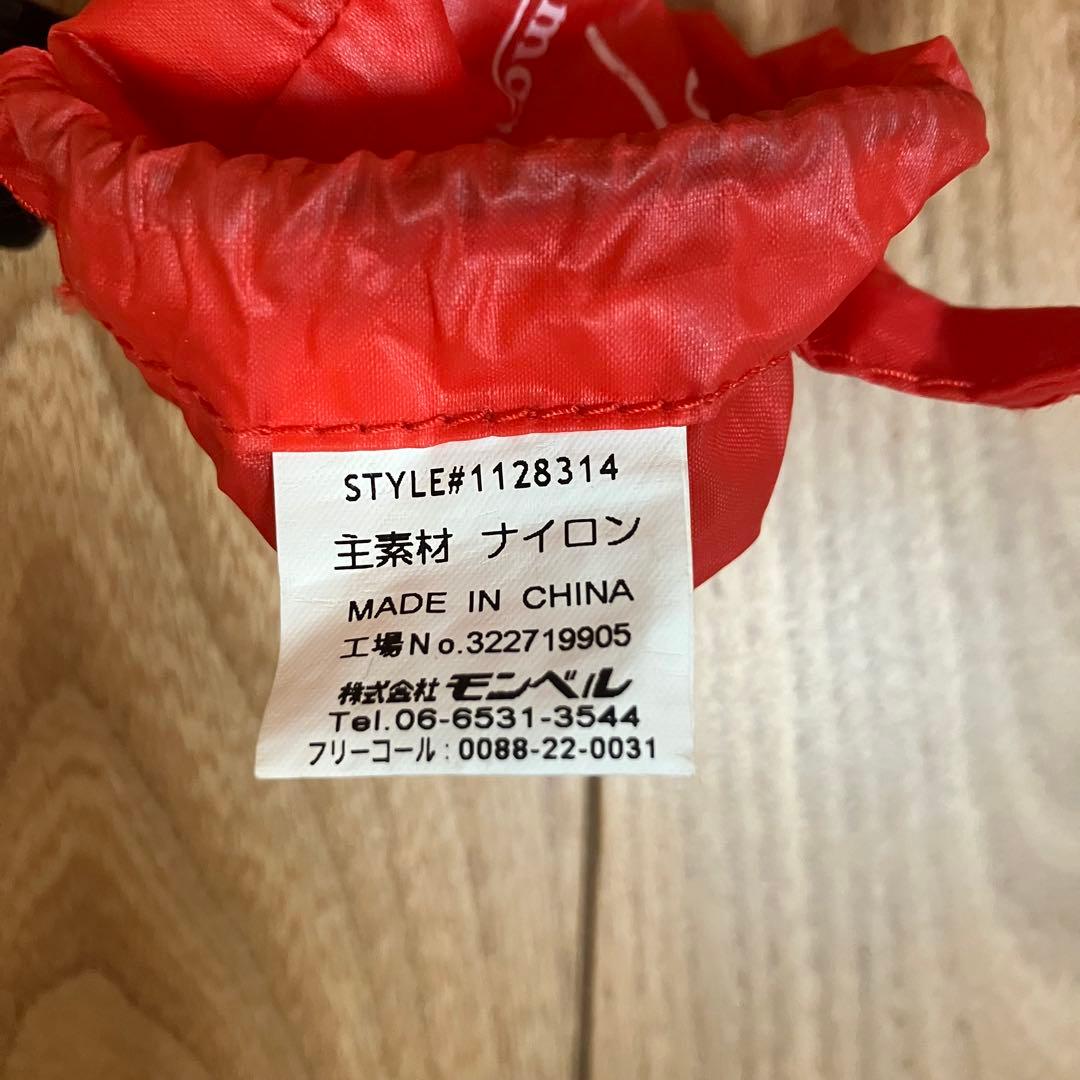 STYLE#1128314
主素材 ナイロン
MADE IN CHINA
工場No.322719905
株式会社 モンベル
Tel.06-6531-3544
フリーコール:0088-22-0031